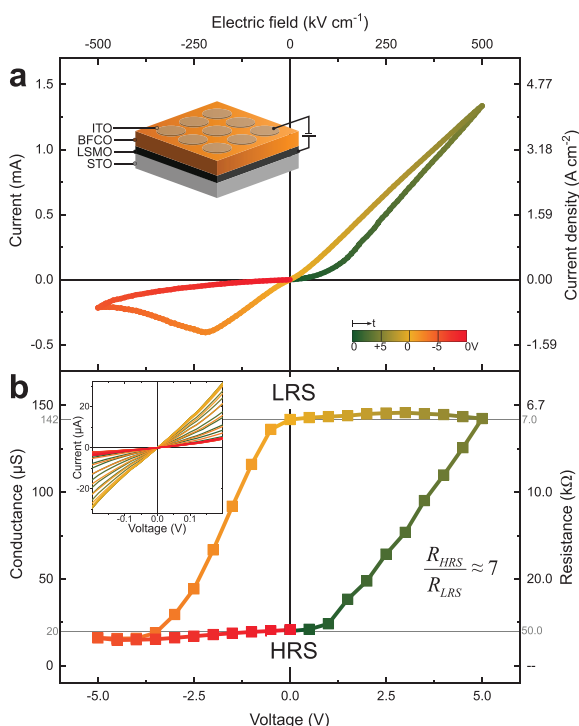 Electric field (kV cm⁻¹)
-500 -250 0 250 500
a
1.5
1.0
0.5
0.0
-0.5
Current (mA)
4.77
3.18
1.59
0.00
-1.59
Current density (A cm⁻²)
ITO
BFCO
LSMO
STO
t
0 +5 0 -5 0V
b
LRS
150
142
100
50
20
0
Conductance (µS)
6.7
7.0
10.0
20.0
50.0
--
Resistance (kΩ)
20
0
-20
Current (µA)
-0.1 0.0 0.1
Voltage (V)
R_HRS / R_LRS ≈ 7
HRS
-5.0 -2.5 0.0 2.5 5.0
Voltage (V)